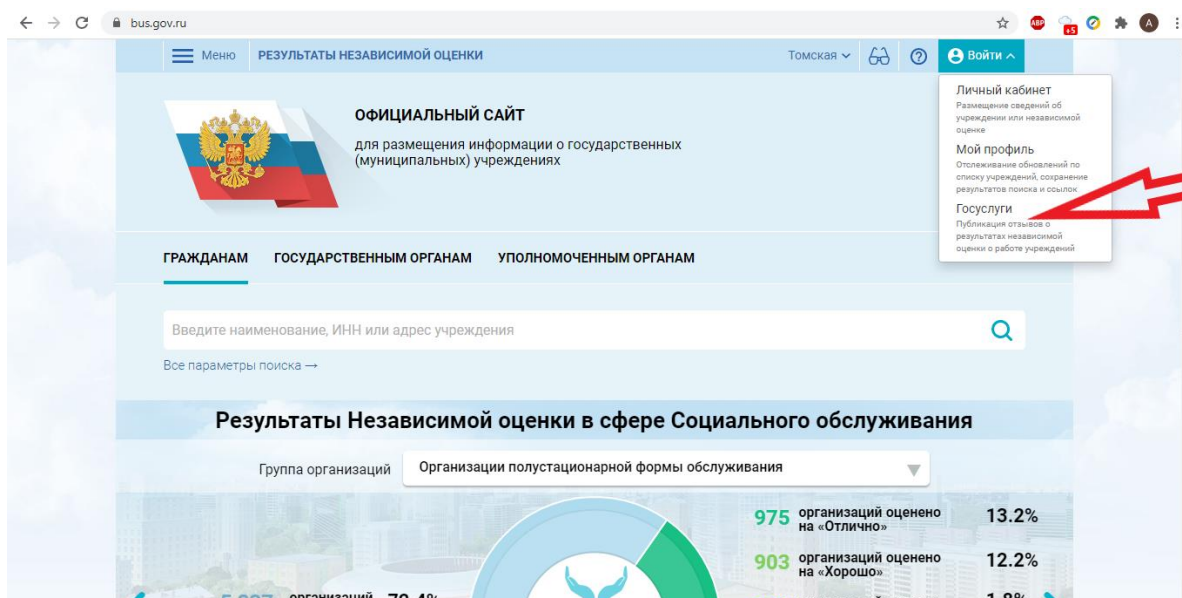 bus.gov.ru
ABP
+5
A
Меню РЕЗУЛЬТАТЫ НЕЗАВИСИМОЙ ОЦЕНКИ Томская Войти
Личный кабинет
Размещение сведений об
учреждении или независимой
оценке
Мой профиль
Отслеживание обновлений по
списку учреждений, сохранение
результатов поиска и ссылок
Госуслуги
Публикация отзывов о
результатах независимой
оценки о работе учреждений
ОФИЦИАЛЬНЫЙ САЙТ
для размещения информации о государственных
(муниципальных) учреждениях
ГРАЖДАНАМ ГОСУДАРСТВЕННЫМ ОРГАНАМ УПОЛНОМОЧЕННЫМ ОРГАНАМ
Введите наименование, ИНН или адрес учреждения
Все параметры поиска →
Результаты Независимой оценки в сфере Социального обслуживания
Группа организаций Организации полустационарной формы обслуживания
975 организаций оценено на «Отлично» 13.2%
903 организаций оценено на «Хорошо» 12.2%
организаций